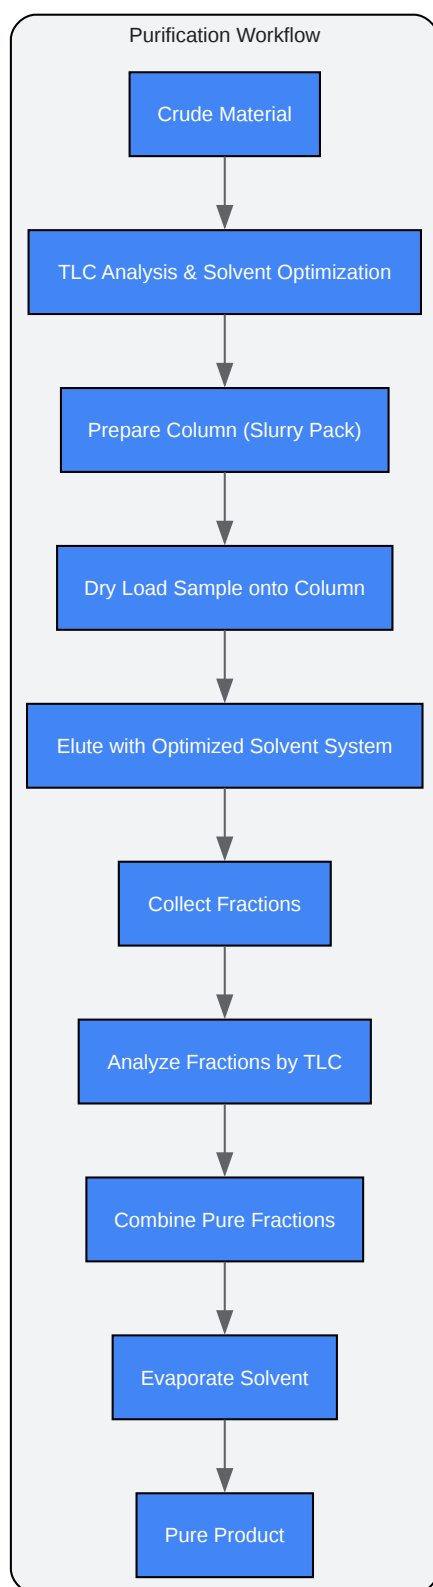 Purification Workflow
Crude Material
TLC Analysis & Solvent Optimization
Prepare Column (Slurry Pack)
Dry Load Sample onto Column
Elute with Optimized Solvent System
Collect Fractions
Analyze Fractions by TLC
Combine Pure Fractions
Evaporate Solvent
Pure Product